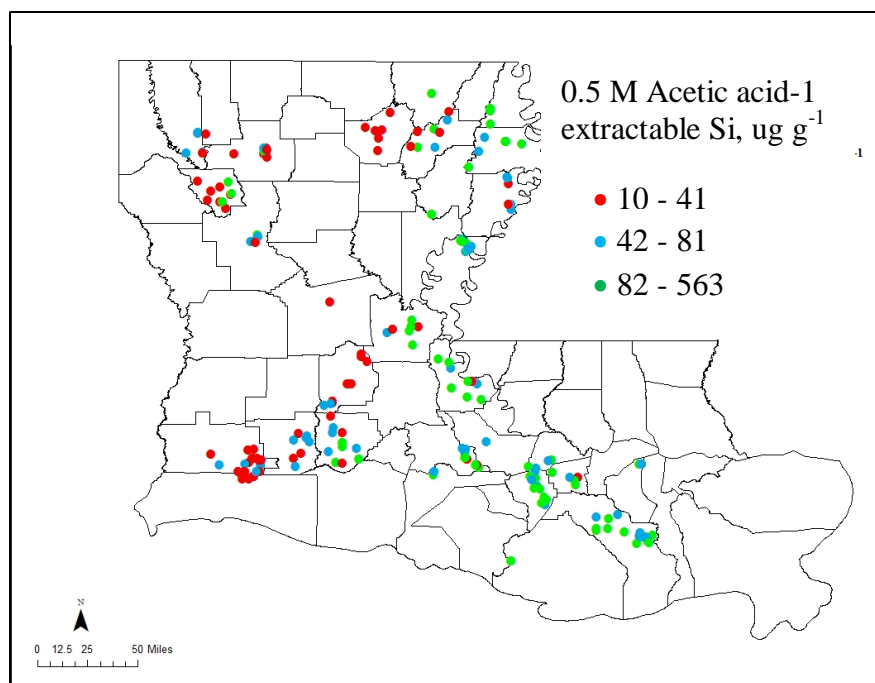 0.5 M Acetic acid-1
extractable Si, ug g-1
-1
10 - 41
42 - 81
82 - 563
N
0 12.5 25 50 Miles